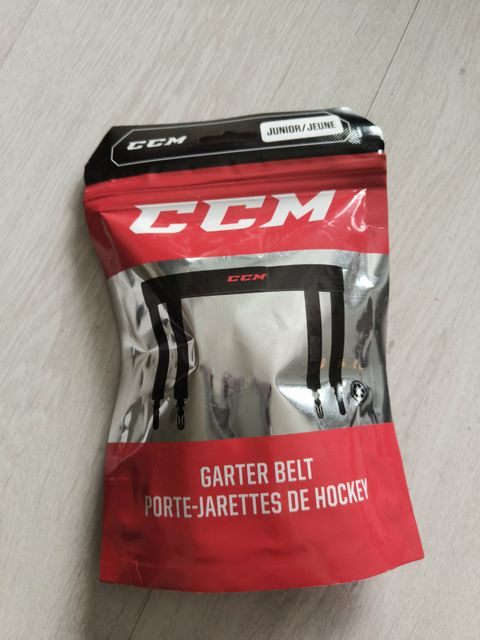 CCM
JUNIOR/JEUNE
CCM
CCM
GARTER BELT
PORTE-JARETTES DE HOCKEY